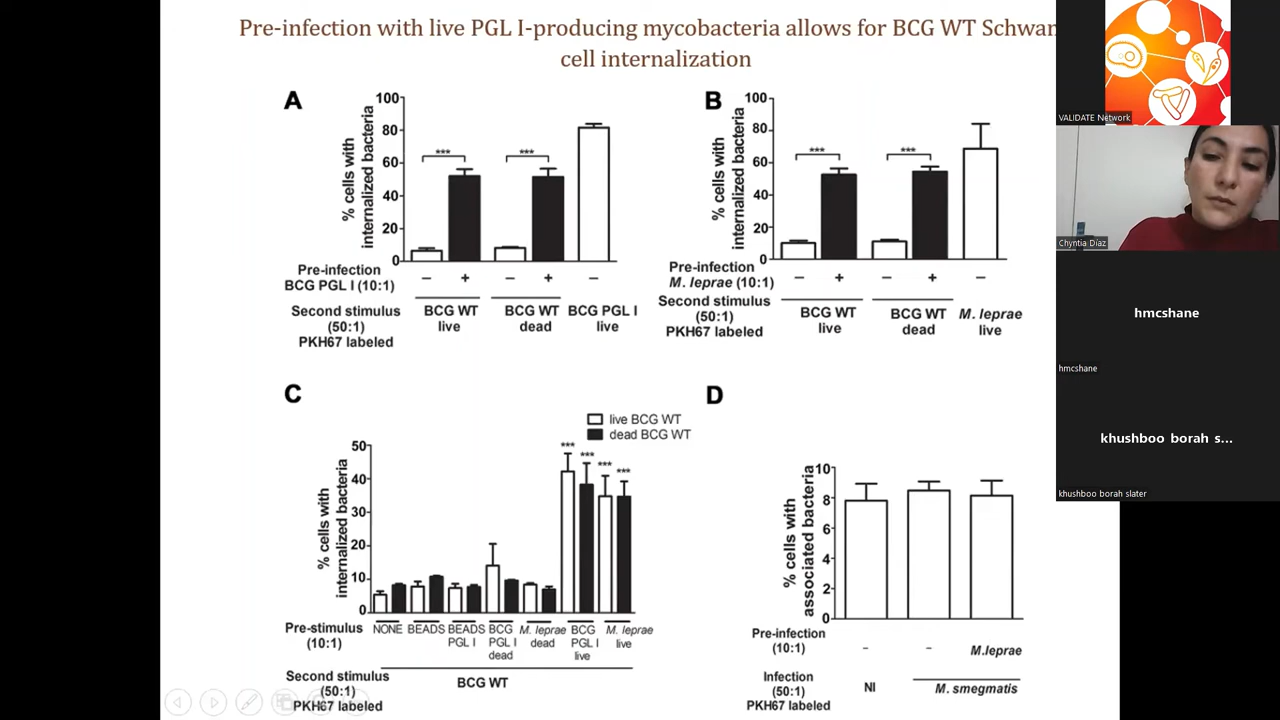 Pre-infection with live PGL I-producing mycobacteria allows for BCG WT Schwan
cell internalization
A
% cells with
internalized bacteria
100
80
60
40
20
0
***
***
Pre-infection
BCG PGL I (10:1)
− + − + −
Second stimulus
(50:1)
PKH67 labeled
BCG WT
live
BCG WT
dead
BCG PGL I
live
B
% cells with
internalized bacteria
100
80
60
40
20
0
***
***
Pre-infection
M. leprae (10:1)
− + − + −
Second stimulus
(50:1)
PKH67 labeled
BCG WT
live
BCG WT
dead
M. leprae
live
C
live BCG WT
dead BCG WT
% cells with
internalized bacteria
50
40
30
20
10
0
*** *** *** ***
Pre-stimulus
(10:1)
NONE
BEADS
BEADS
PGL I
BCG
PGL I
dead
M. leprae
dead
BCG
PGL I
live
M. leprae
live
Second stimulus
(50:1)
PKH67 labeled
BCG WT
D
% cells with
associated bacteria
10
8
6
4
2
0
Pre-infection
(10:1)
− − M.leprae
Infection
(50:1)
PKH67 labeled
NI
M. smegmatis
VALIDATE Network
Chyntia Díaz
hmcshane
hmcshane
khushboo borah s...
khushboo borah slater